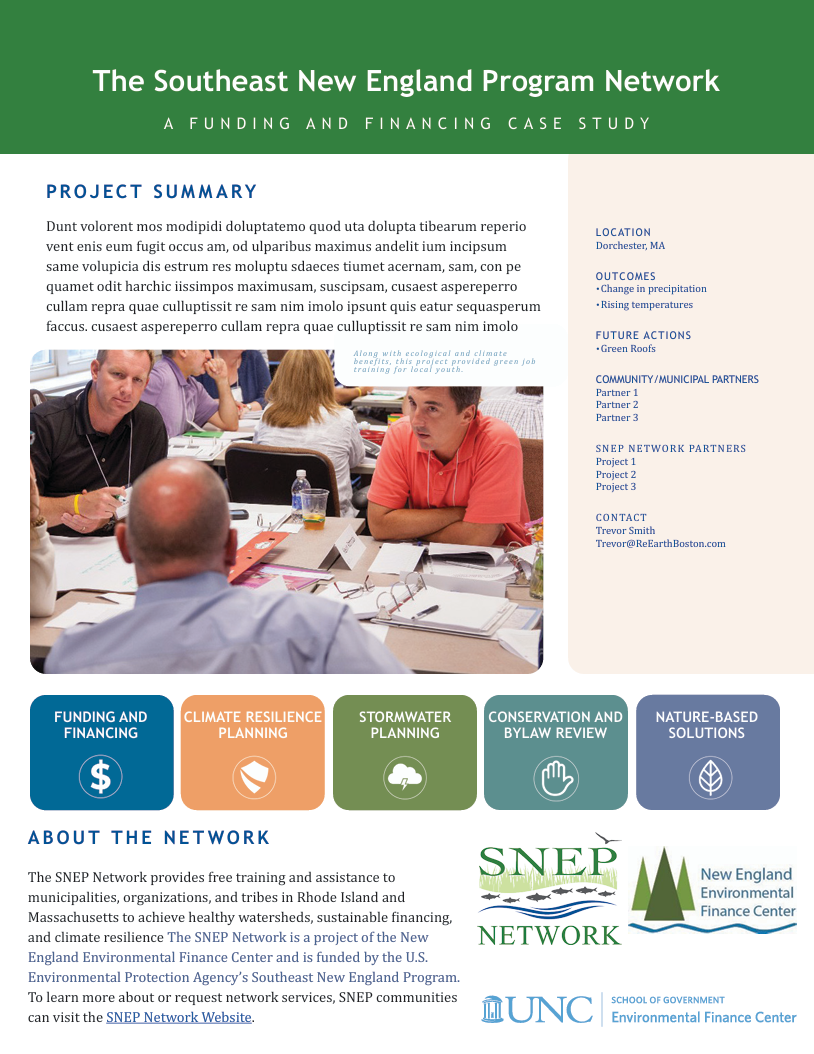 The Southeast New England Program Network
A FUNDING AND FINANCING CASE STUDY
PROJECT SUMMARY
Dunt volorent mos modipidi doluptatemo quod uta dolupta tibearum reperio
vent enis eum fugit occus am, od ulparibus maximus andelit ium incipsum
same volupicia dis estrum res moluptu sdaeces tiumet acernam, sam, con pe
quamet odit harchic iissimpos maximusam, suscipsam, cusaest aspereperro
cullam repra quae culluptissit re sam nim imolo ipsunt quis eatur sequasperum
faccus. cusaest aspereperro cullam repra quae culluptissit re sam nim imolo
Along with ecological and climate
benefits, this project provided green job
training for local youth.
LOCATION
Dorchester, MA
OUTCOMES
•Change in precipitation
•Rising temperatures
FUTURE ACTIONS
•Green Roofs
COMMUNITY/MUNICIPAL PARTNERS
Partner 1
Partner 2
Partner 3
SNEP NETWORK PARTNERS
Project 1
Project 2
Project 3
CONTACT
Trevor Smith
Trevor@ReEarthBoston.com
FUNDING AND
FINANCING
CLIMATE RESILIENCE
PLANNING
STORMWATER
PLANNING
CONSERVATION AND
BYLAW REVIEW
NATURE-BASED
SOLUTIONS
$
ABOUT THE NETWORK
The SNEP Network provides free training and assistance to
municipalities, organizations, and tribes in Rhode Island and
Massachusetts to achieve healthy watersheds, sustainable financing,
and climate resilience The SNEP Network is a project of the New
England Environmental Finance Center and is funded by the U.S.
Environmental Protection Agency's Southeast New England Program.
To learn more about or request network services, SNEP communities
can visit the SNEP Network Website.
SNEP
NETWORK
New England
Environmental
Finance Center
UNC
SCHOOL OF GOVERNMENT
Environmental Finance Center